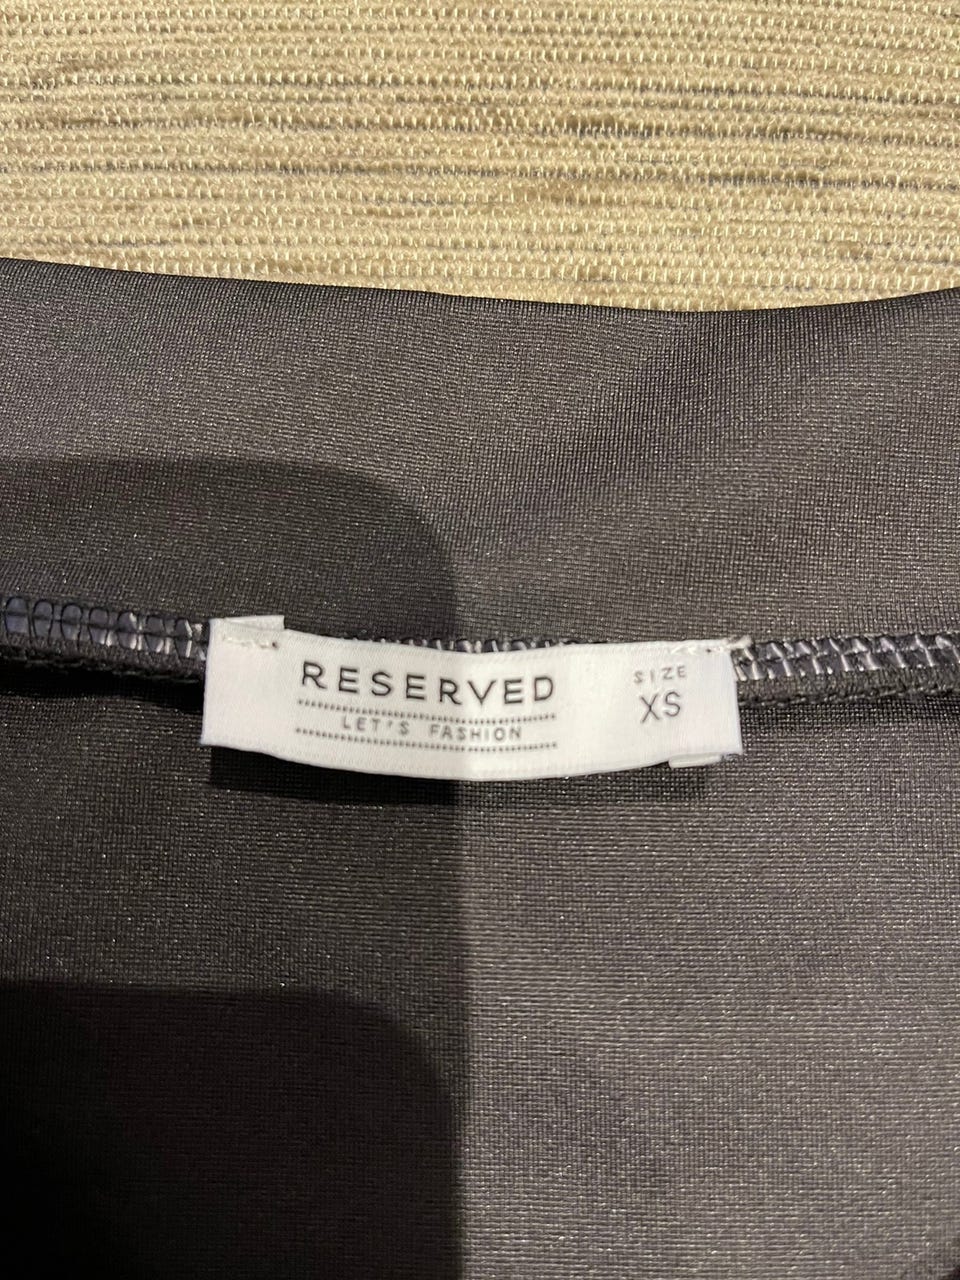 RESERVED
LET'S FASHION
SIZE
XS